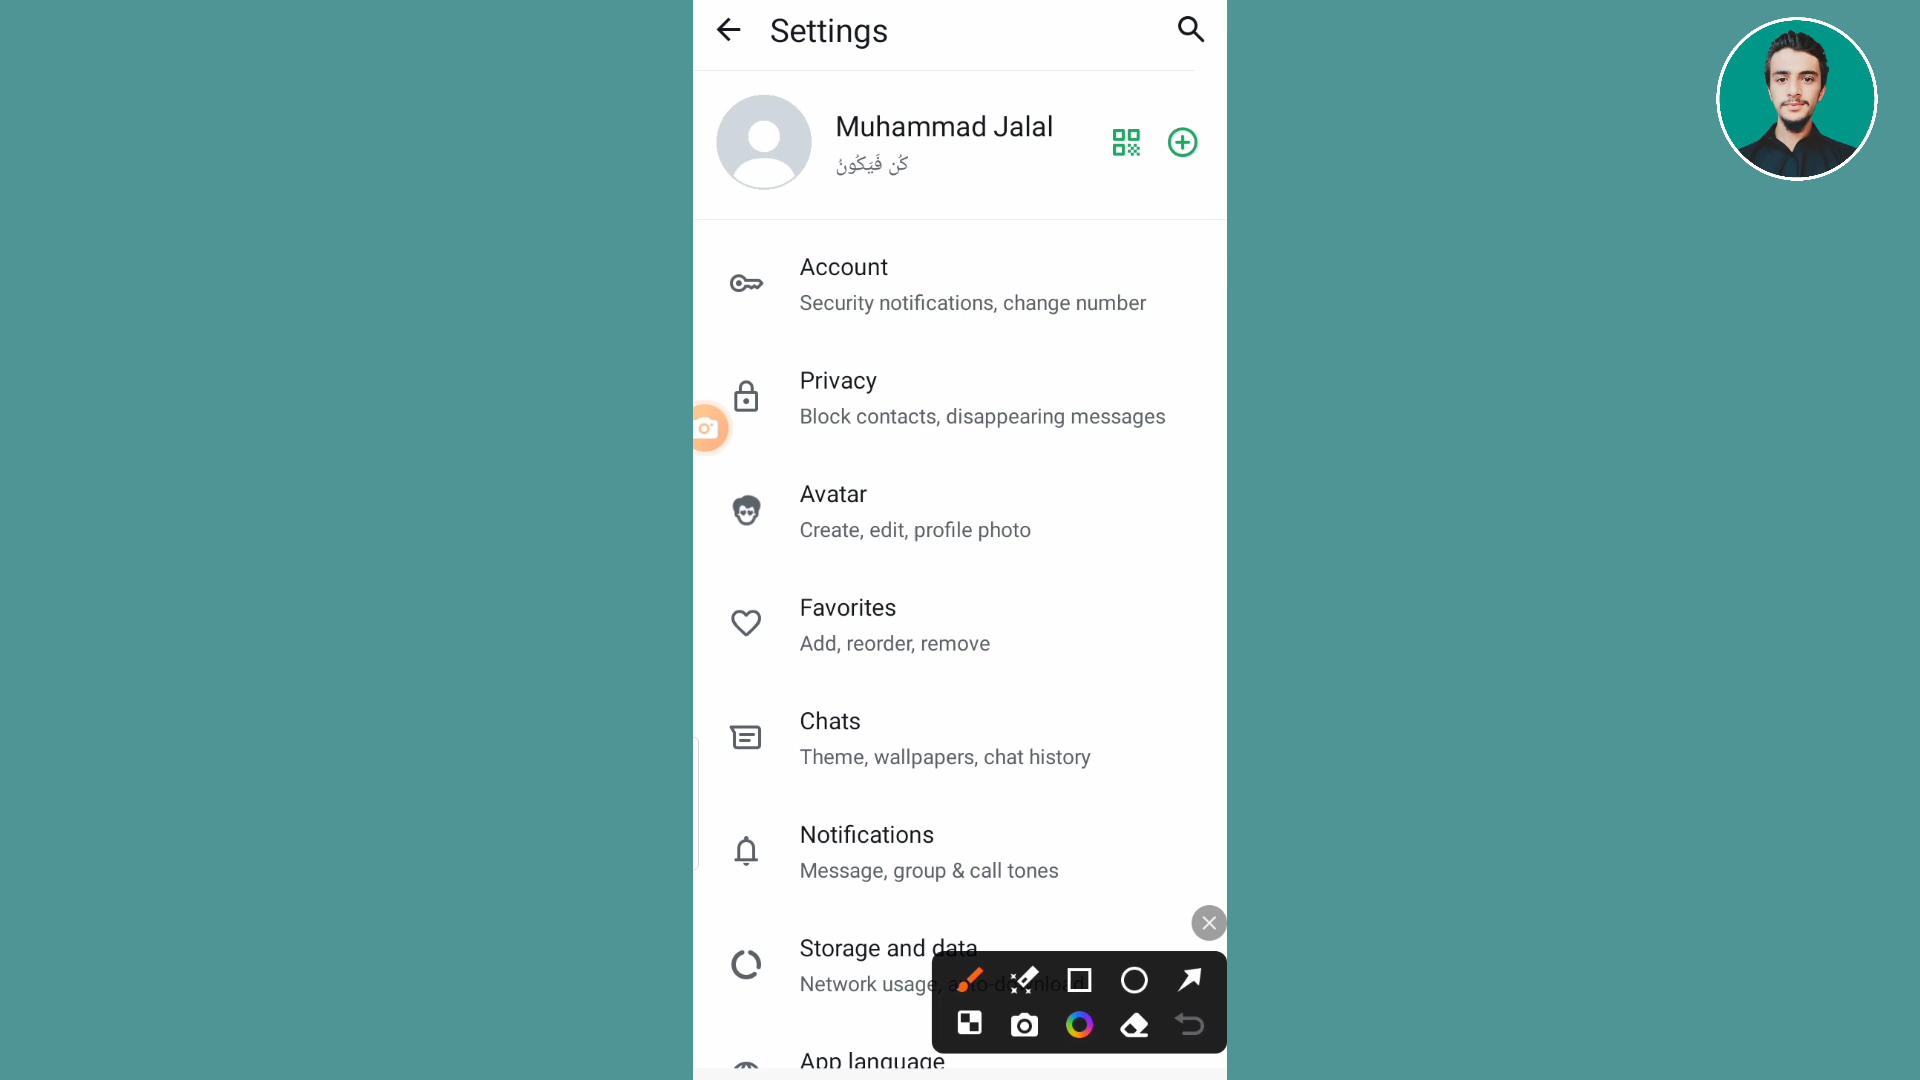 Settings
Muhammad Jalal
كُن فَيَكُونُ
Account
Security notifications, change number
Privacy
Block contacts, disappearing messages
Avatar
Create, edit, profile photo
Favorites
Add, reorder, remove
Chats
Theme, wallpapers, chat history
Notifications
Message, group & call tones
Storage and data
Network usage, auto-download
App language